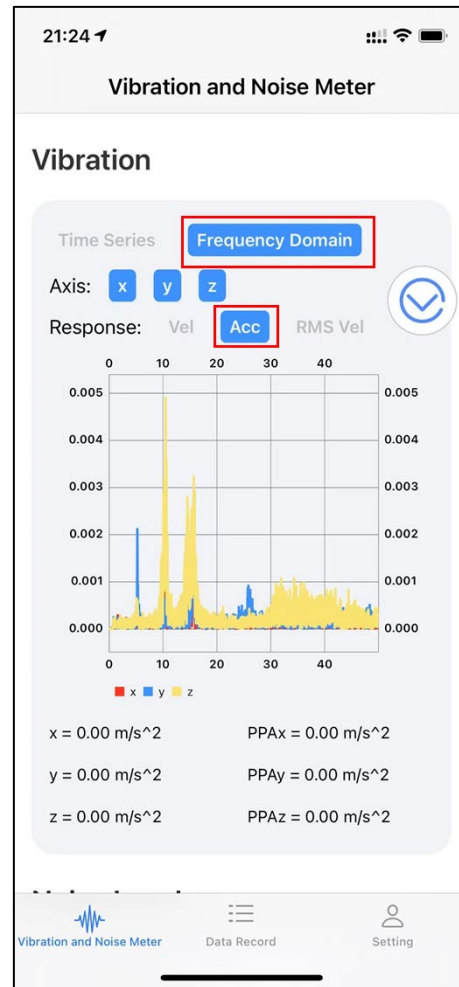 21:24
Vibration and Noise Meter
Vibration
Time Series Frequency Domain
Axis: x y z
Response: Vel Acc RMS Vel
0 10 20 30 40
0.005 0.005
0.004 0.004
0.003 0.003
0.002 0.002
0.001 0.001
0.000 0.000
0 10 20 30 40
x y z
x = 0.00 m/s^2 PPAx = 0.00 m/s^2
y = 0.00 m/s^2 PPAy = 0.00 m/s^2
z = 0.00 m/s^2 PPAz = 0.00 m/s^2
Vibration and Noise Meter Data Record Setting